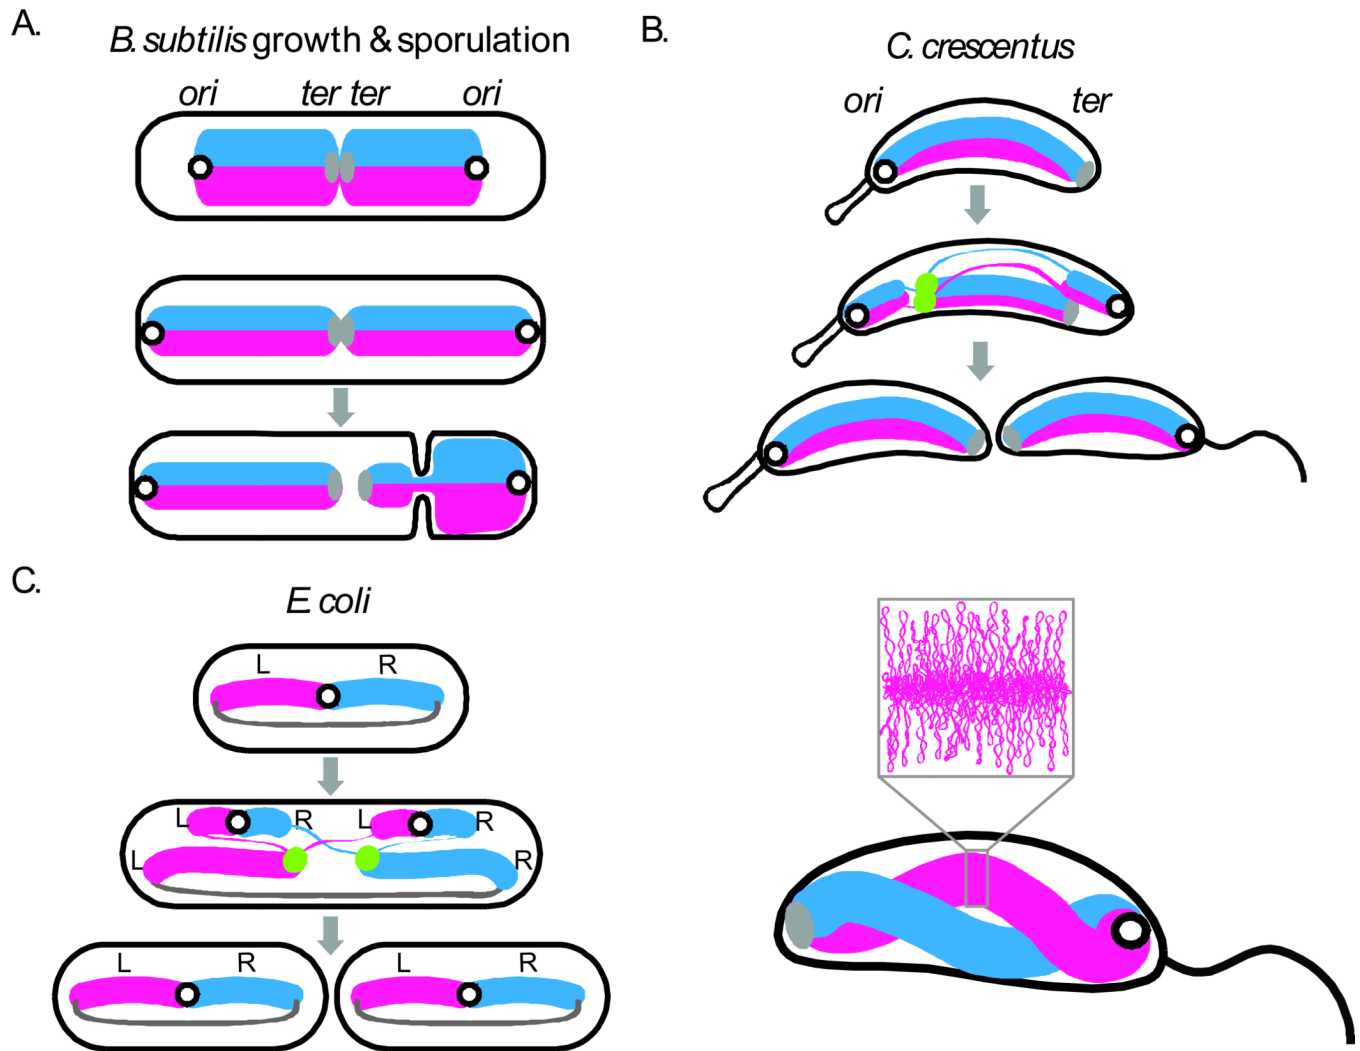 A.
B. subtilis growth & sporulation
ori ter ter ori
B.
C. crescentus
ori ter
C.
E. coli
L R
L R L R
L R
L R L R